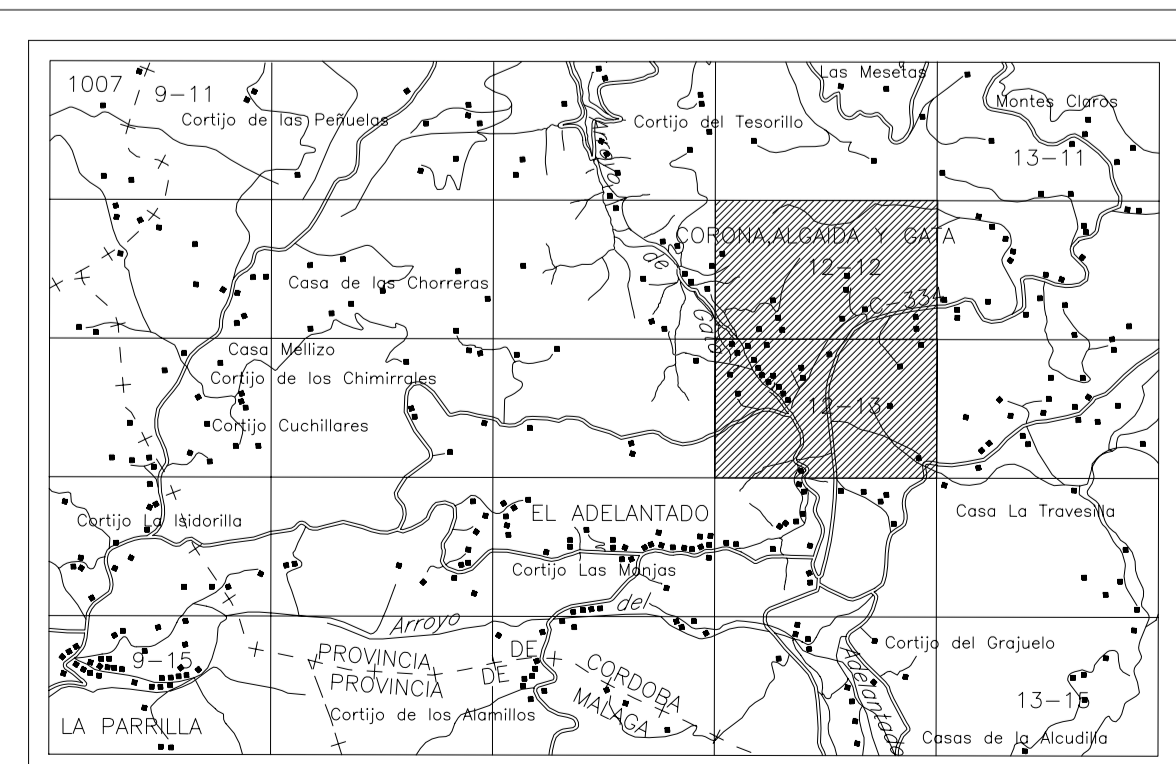 1007
9-11
Cortijo de las Peñuelas
Arroyo
Cortijo del Tesorillo
Las Mesetas
Montes Claros
13-11
de
CORONA,ALGAIDA Y GATA
12-12
Casa de las Chorreras
C-334
Gata
Casa Mellizo
Cortijo de los Chimirrales
12-13
Cortijo Cuchillares
Cortijo La Isidorilla
EL ADELANTADO
Casa La Travesilla
Cortijo Las Monjas
Arroyo
del
Adelantado
Cortijo del Grajuelo
PROVINCIA DE CORDOBA
PROVINCIA DE MALAGA
9-15
13-15
LA PARRILLA
Cortijo de los Alamillos
Casas de la Alcudilla